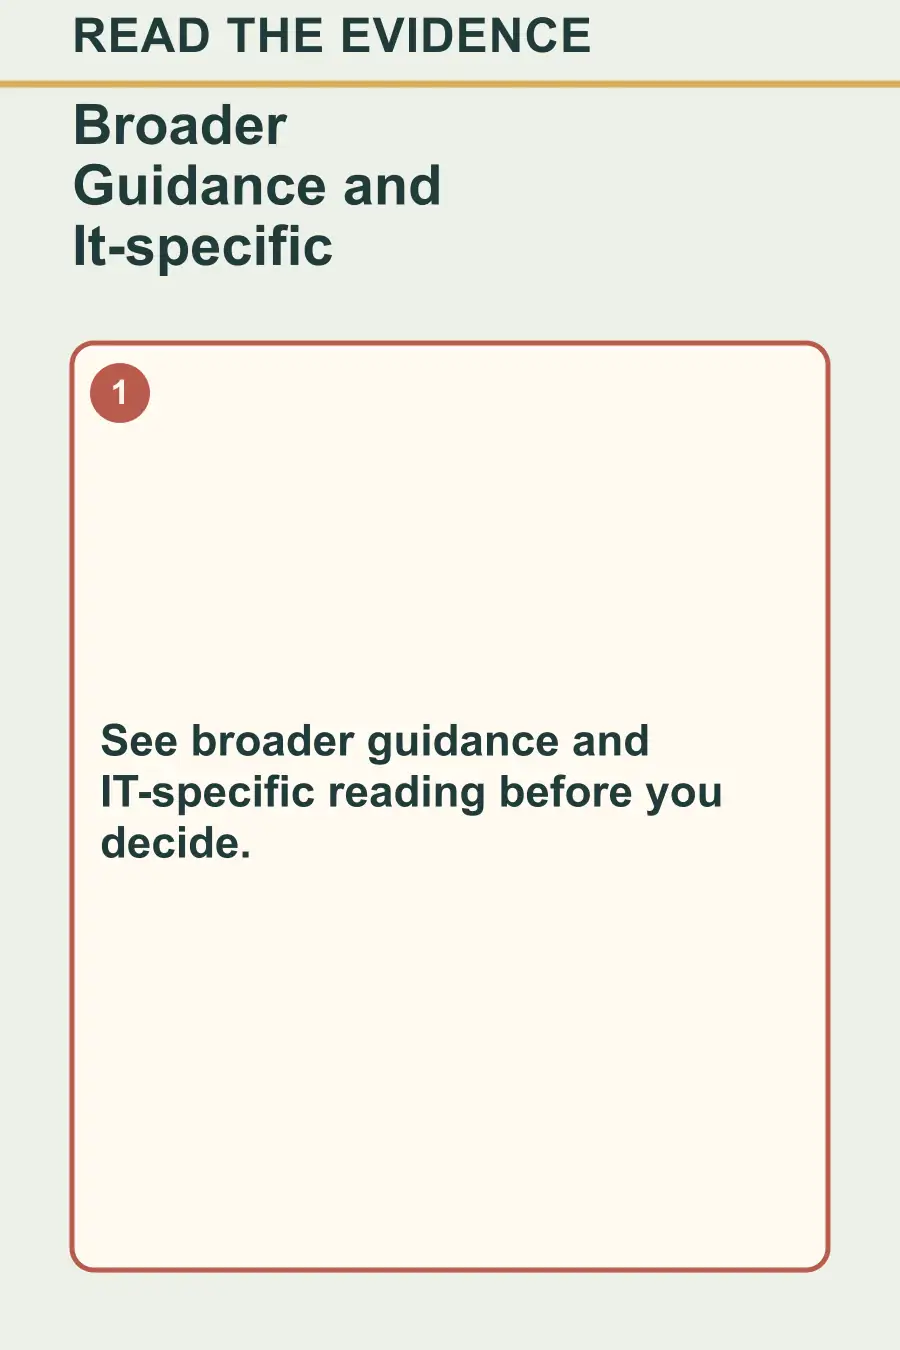 READ THE EVIDENCE
Broader
Guidance and
It-specific
1
See broader guidance and
IT-specific reading before you
decide.